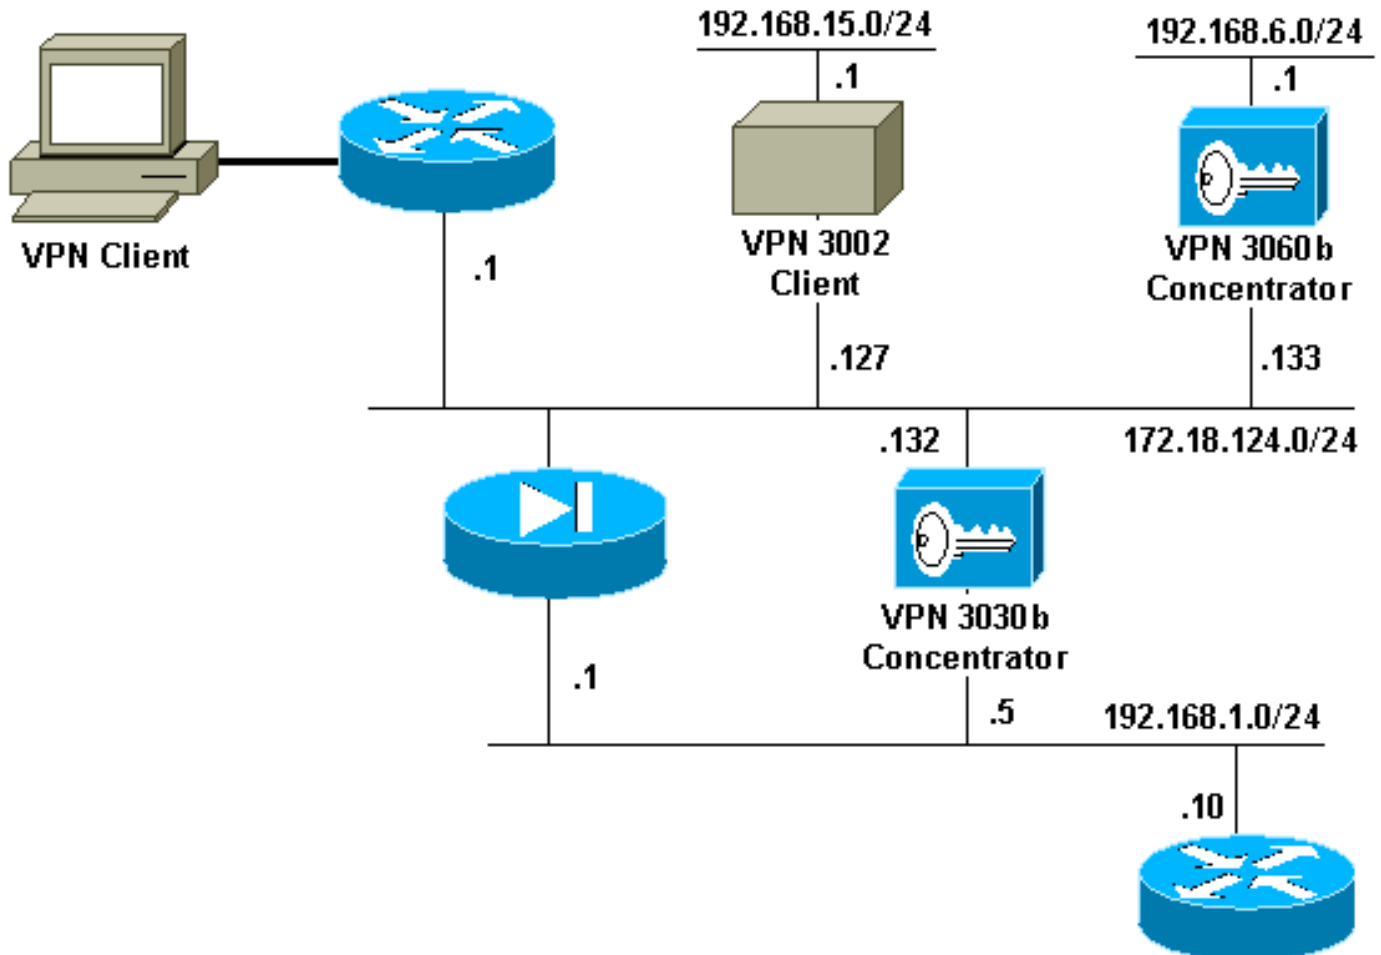 192.168.15.0/24
192.168.6.0/24
.1
.1
VPN Client
.1
VPN 3002
Client
VPN 3060b
Concentrator
.127
.133
.132
172.18.124.0/24
VPN 3030b
Concentrator
.1
.5
192.168.1.0/24
.10